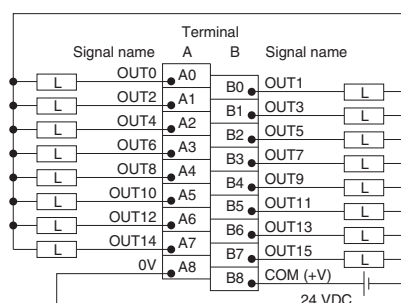 Terminal
Signal name A B Signal name
L OUT0 A0
B0 OUT1 L
L OUT2 A1
B1 OUT3 L
L OUT4 A2
B2 OUT5 L
L OUT6 A3
B3 OUT7 L
L OUT8 A4
B4 OUT9 L
L OUT10 A5
B5 OUT11 L
L OUT12 A6
B6 OUT13 L
L OUT14 A7
B7 OUT15 L
0V A8
B8 COM (+V)
24 VDC